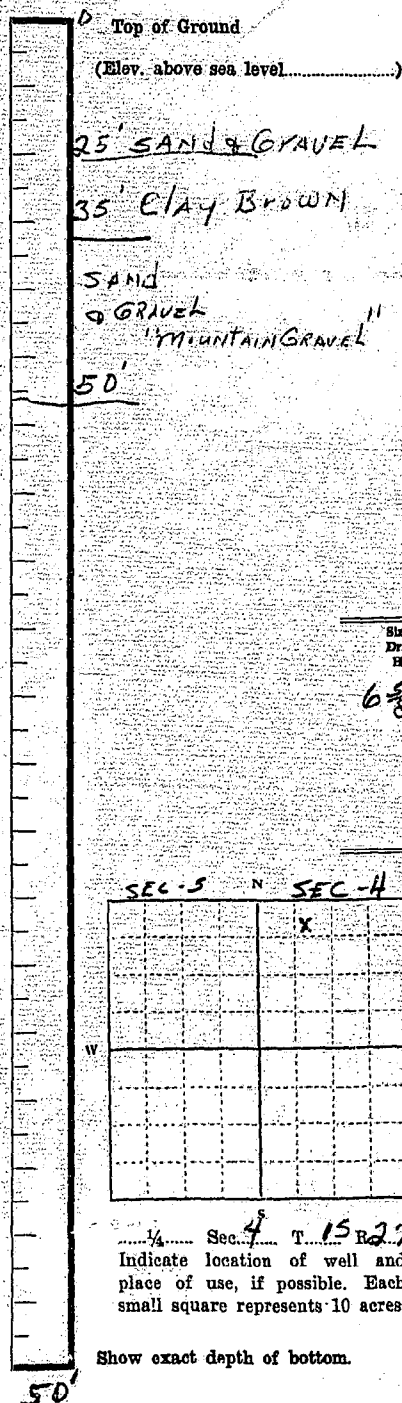 0
Top of Ground
(Elev. above sea level....................)
25' SAND & GRAVEL
35' Clay Brown
SAND
& GRAVEL
"MOUNTAIN GRAVEL"
50'
6
SEC-5 N SEC-4
X
W
S
......¼...... Sec. 4 T. 15 R.
Indicate location of well and
place of use, if possible. Each
small square represents 10 acres
Show exact depth of bottom.
50'